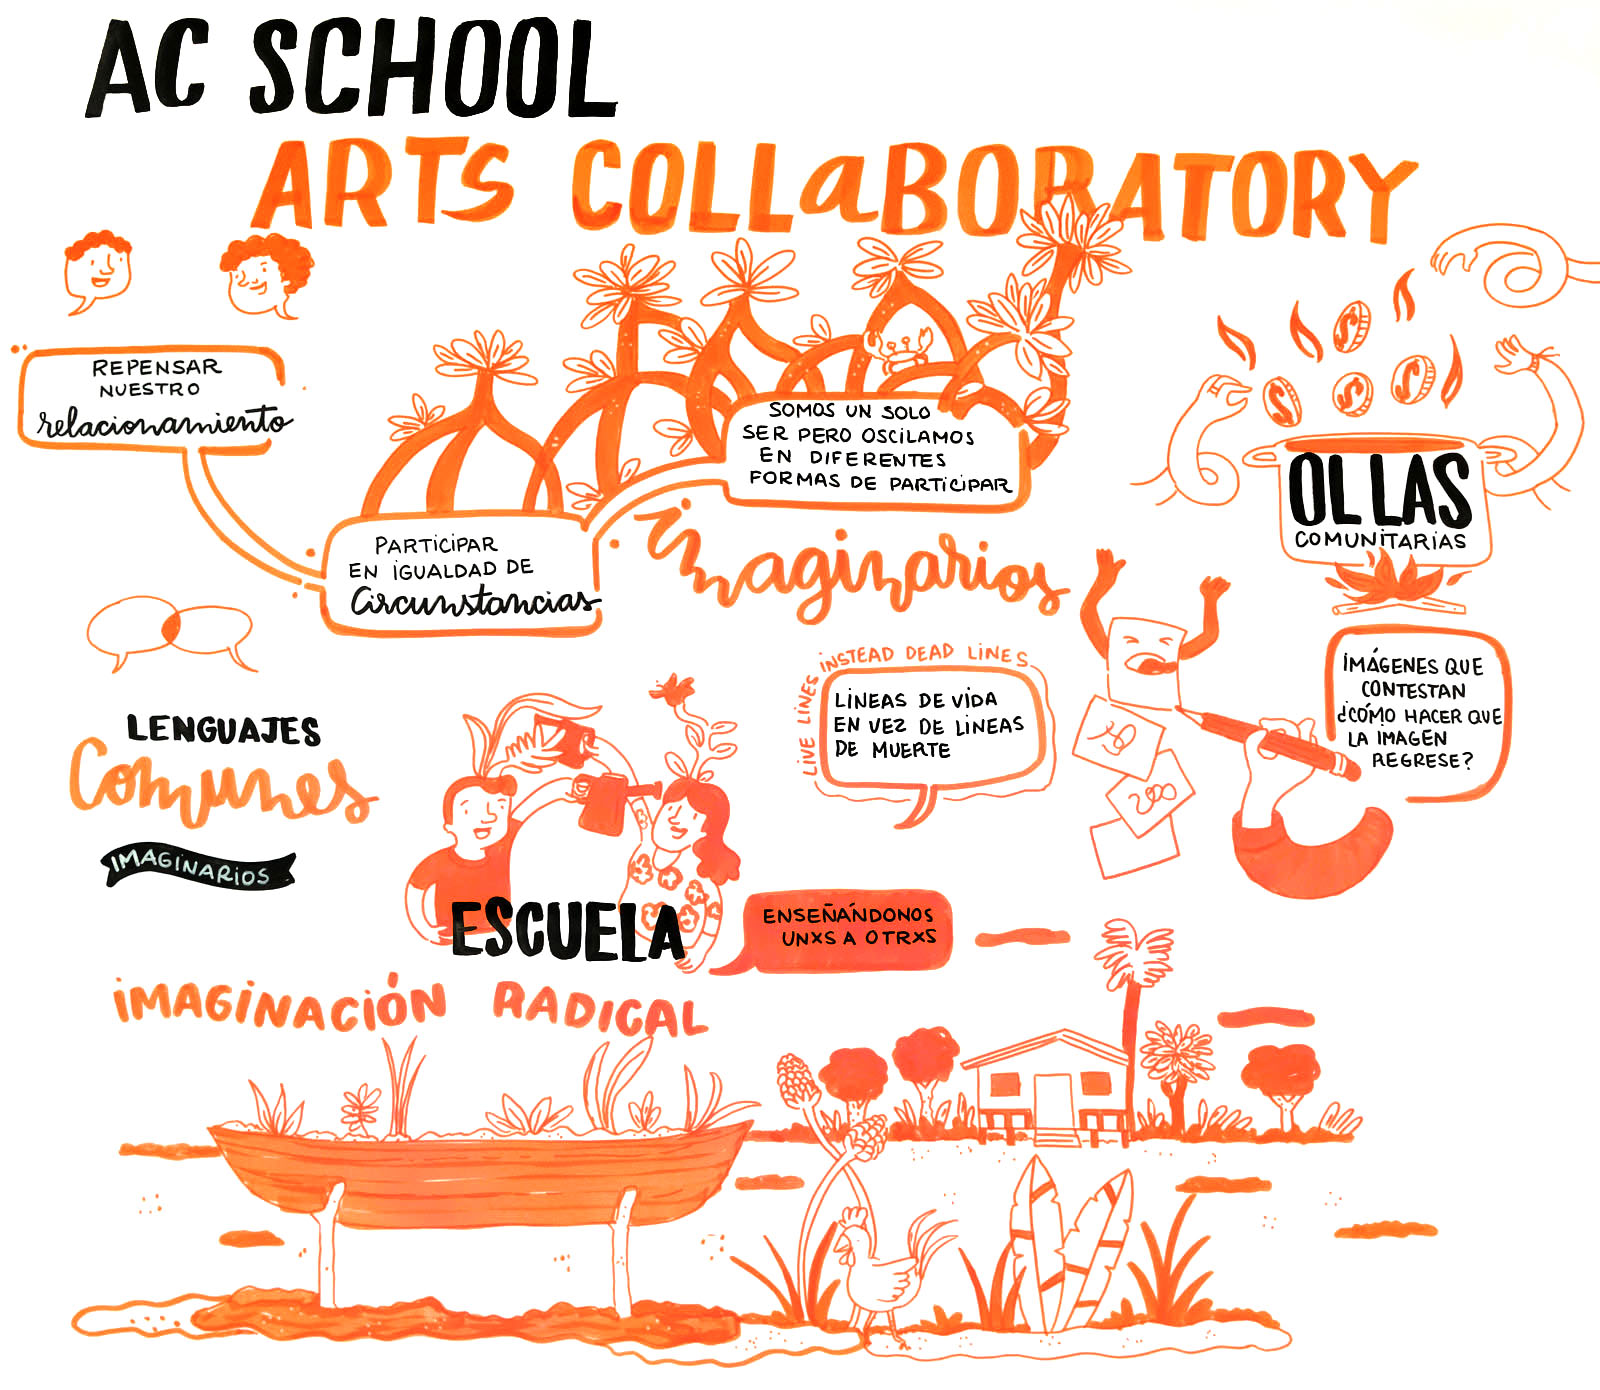 AC SCHOOL
ARTS COLLaBORATORY
REPENSAR
NUESTRO
relacionamiento
PARTICIPAR
EN IGUALDAD DE
Circunstancias
SOMOS UN SOLO
SER PERO OSCILAMOS
EN DIFERENTES
FORMAS DE PARTICIPAR
imaginarios
OLLAS
COMUNITARIAS
LIVE LINES INSTEAD DEAD LINES
LÍNEAS DE VIDA
EN VEZ DE LINEAS
DE MUERTE
IMÁGENES QUE
CONTESTAN
¿CÓMO HACER QUE
LA IMAGEN
REGRESE?
LENGUAJES
Comunes
IMAGINARIOS
ESCUELA
ENSEÑÁNDONOS
UNXS A OTRXS
IMAGINACIÓN RADICAL